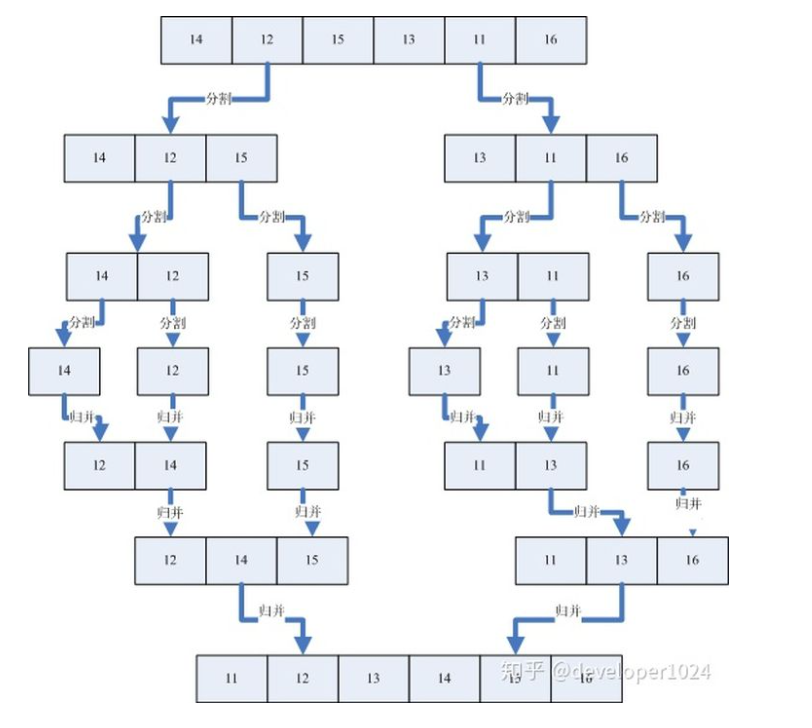 14 12 15 13 11 16
分割 分割
14 12 15 13 11 16
分割 分割 分割 分割
14 12 15 13 11 16
分割 分割 分割 分割 分割 分割
14 12 15 13 11 16
归并 归并 归并 归并 归并 归并
12 14 15 11 13 16
归并 归并 归并 归并
12 14 15 11 13 16
归并 归并
11 12 13 14 15 16
知乎 @developer1024